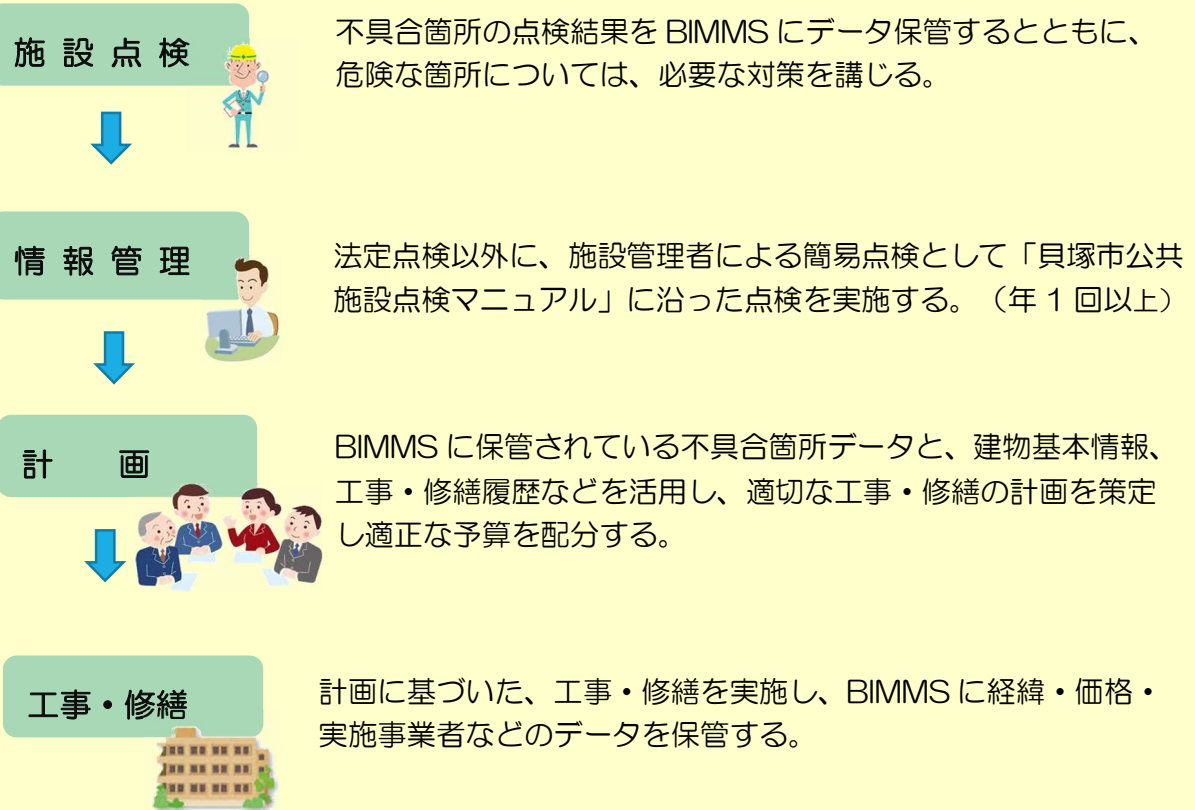 施設点検
不具合箇所の点検結果を BIMMS にデータ保管するとともに、
危険な箇所については、必要な対策を講じる。
情報管理
法定点検以外に、施設管理者による簡易点検として「貝塚市公共
施設点検マニュアル」に沿った点検を実施する。（年 1 回以上）
計画
BIMMS に保管されている不具合箇所データと、建物基本情報、
工事・修繕履歴などを活用し、適切な工事・修繕の計画を策定
し適正な予算を配分する。
工事・修繕
計画に基づいた、工事・修繕を実施し、BIMMS に経緯・価格・
実施事業者などのデータを保管する。